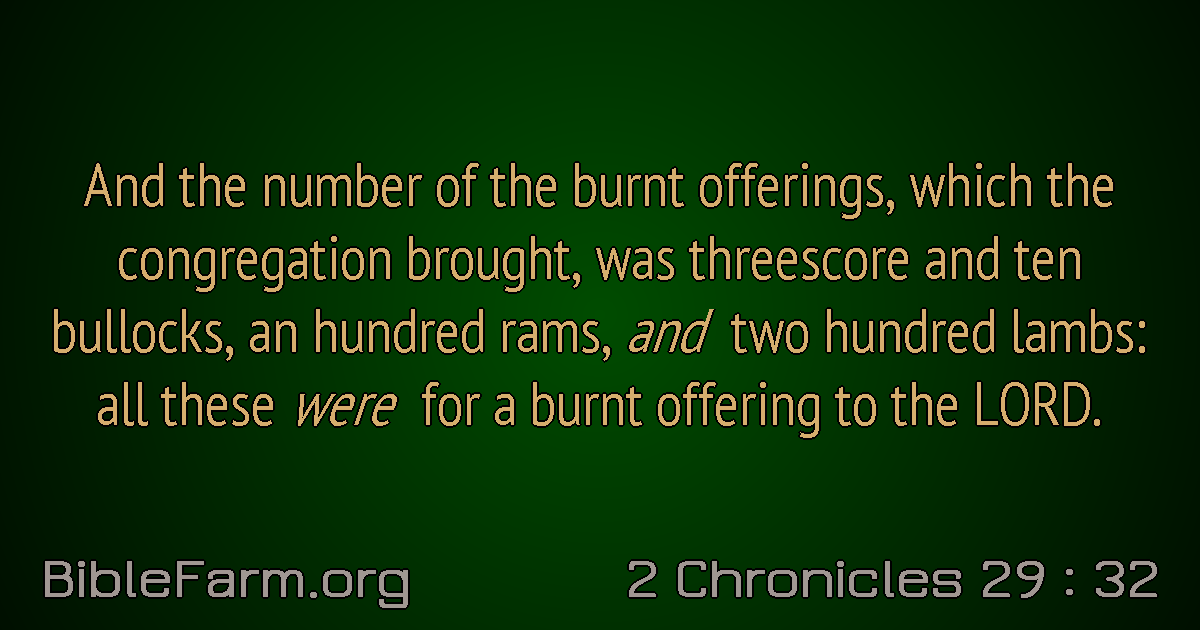 And the number of the burnt offerings, which the
congregation brought, was threescore and ten
bullocks, an hundred rams, and two hundred lambs:
all these were for a burnt offering to the LORD.
BibleFarm.org
2 Chronicles 29 : 32